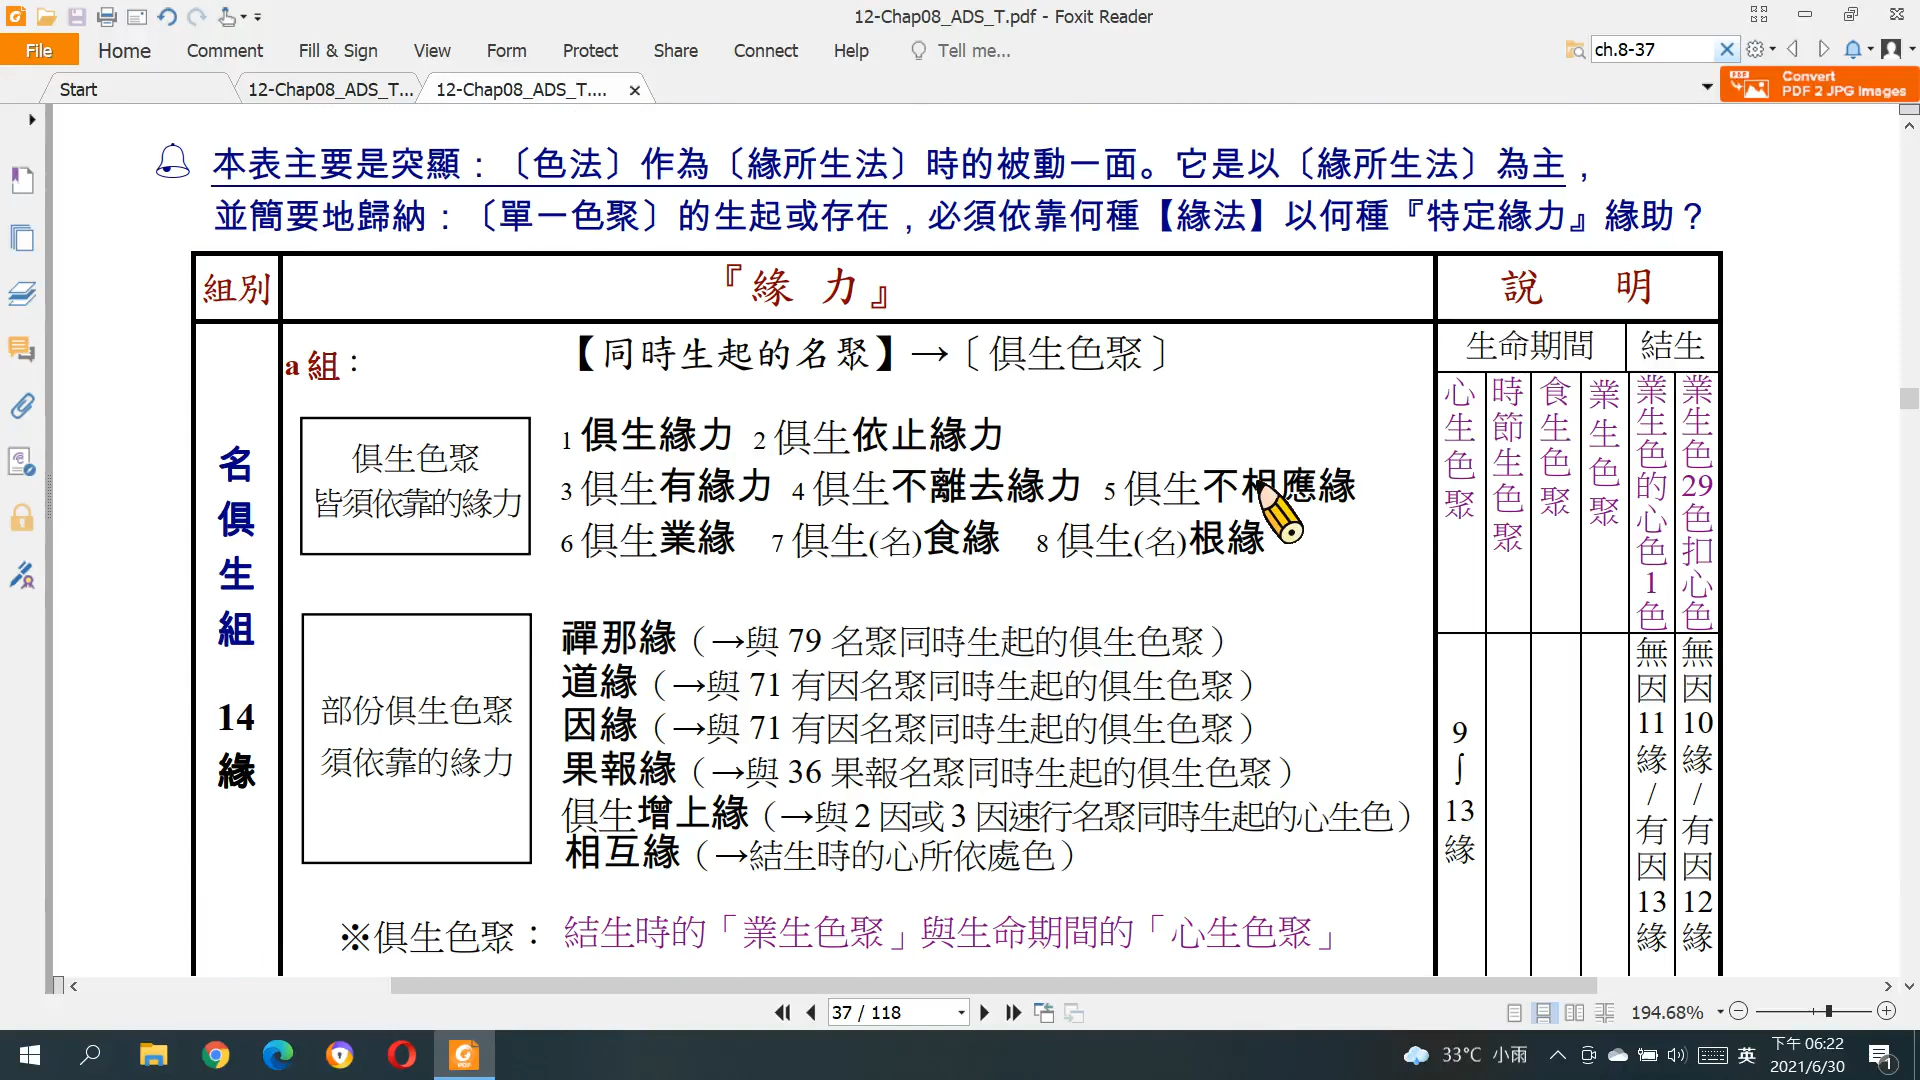 12-Chap08_ADS_T.pdf - Foxit Reader
File Home Comment Fill & Sign View Form Protect Share Connect Help Tell me... ch.8-37
Start 12-Chap08_ADS_T... 12-Chap08_ADS_T....
Convert
PDF 2 JPG Images
本表主要是突顯：〔色法〕作為〔緣所生法〕時的被動一面。它是以〔緣所生法〕為主，
並簡要地歸納：〔單一色聚〕的生起或存在，必須依靠何種【緣法】以何種『特定緣力』緣助？
組別
『緣 力』
說 明
名俱生組 14 緣
a 組：
【同時生起的名聚】→〔俱生色聚〕
俱生色聚
皆須依靠的緣力
1 俱生緣力 2 俱生依止緣力
3 俱生有緣力 4 俱生不離去緣力 5 俱生不相應緣
6 俱生業緣 7 俱生(名)食緣 8 俱生(名)根緣
部份俱生色聚
須依靠的緣力
禪那緣（→與 79 名聚同時生起的俱生色聚）
道緣（→與 71 有因名聚同時生起的俱生色聚）
因緣（→與 71 有因名聚同時生起的俱生色聚）
果報緣（→與 36 果報名聚同時生起的俱生色聚）
俱生增上緣（→與 2 因或 3 因速行名聚同時生起的心生色）
相互緣（→結生時的心所依處色）
※俱生色聚： 結生時的「業生色聚」與生命期間的「心生色聚」
生命期間
結生
心生色聚
時節生色聚
食生色聚
業生色聚
業生色的心色1色
業生色29色扣心色
9∫13緣
無因11緣/有因13緣
無因10緣/有因12緣
37 / 118
194.68%
33°C 小雨
英
下午 06:22
2021/6/30
1